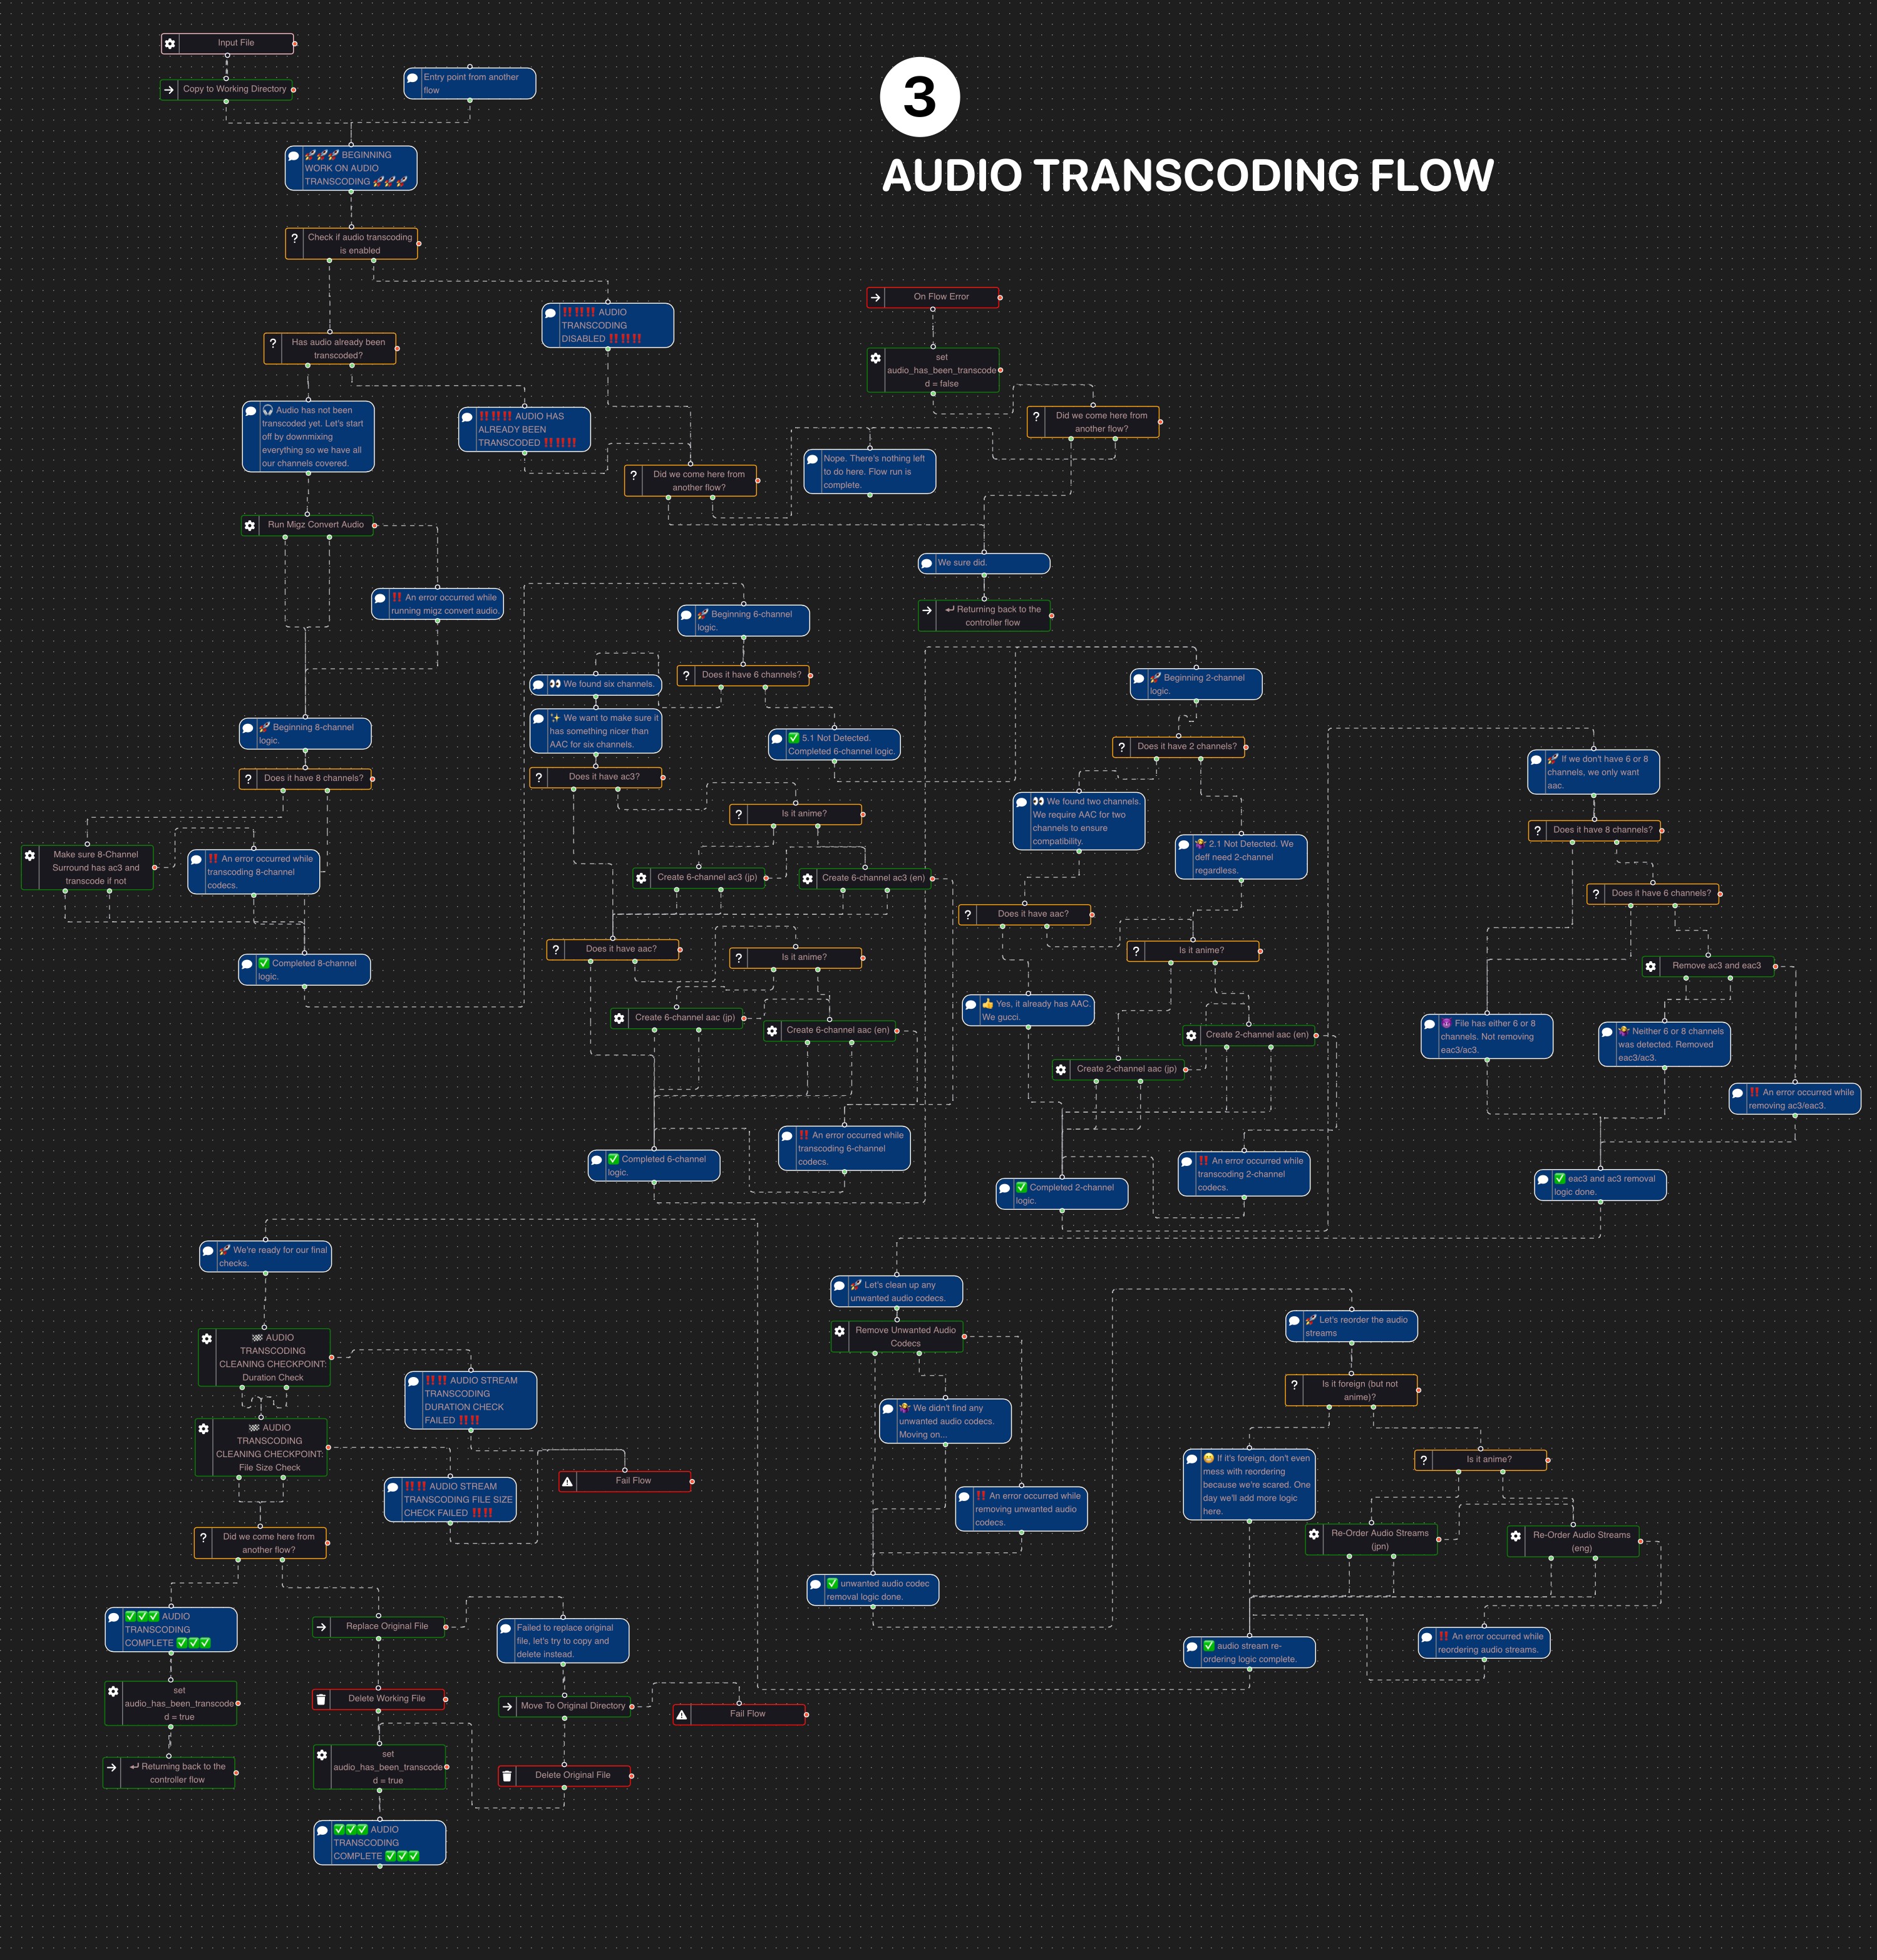 Input File
Copy to Working Directory
Entry point from another
flow
3
AUDIO TRANSCODING FLOW
🚀🚀🚀 BEGINNING
WORK ON AUDIO
TRANSCODING 🚀🚀🚀
Check if audio transcoding
is enabled
‼️‼️‼️ AUDIO
TRANSCODING
DISABLED ‼️‼️‼️
Has audio already been
transcoded?
🎧 Audio has not been
transcoded yet. Let's start
off by downmixing
everything so we have all
our channels covered.
‼️‼️‼️ AUDIO HAS
ALREADY BEEN
TRANSCODED ‼️‼️‼️
Did we come here from
another flow?
On Flow Error
set
audio_has_been_transcode
d = false
Did we come here from
another flow?
Nope. There's nothing left
to do here. Flow run is
complete.
We sure did.
↵ Returning back to the
controller flow
Run Migz Convert Audio
‼️ An error occurred while
running migz convert audio.
🚀 Beginning 8-channel
logic.
Does it have 8 channels?
Make sure 8-Channel
Surround has ac3 and
transcode if not
‼️ An error occurred while
transcoding 8-channel
codecs.
✅ Completed 8-channel
logic.
🚀 Beginning 6-channel
logic.
Does it have 6 channels?
👀 We found six channels.
✨ We want to make sure it
has something nicer than
AAC for six channels.
✅ 5.1 Not Detected.
Completed 6-channel logic.
Does it have ac3?
Is it anime?
Create 6-channel ac3 (jp)
Create 6-channel ac3 (en)
Does it have aac?
Is it anime?
Create 6-channel aac (jp)
Create 6-channel aac (en)
‼️ An error occurred while
transcoding 6-channel
codecs.
✅ Completed 6-channel
logic.
🚀 Beginning 2-channel
logic.
Does it have 2 channels?
👀 We found two channels.
We require AAC for two
channels to ensure
compatibility.
🤷‍♀️ 2.1 Not Detected. We
deff need 2-channel
regardless.
Does it have aac?
Is it anime?
👍 Yes, it already has AAC.
We gucci.
Create 2-channel aac (en)
Create 2-channel aac (jp)
‼️ An error occurred while
transcoding 2-channel
codecs.
✅ Completed 2-channel
logic.
🚀 If we don't have 6 or 8
channels, we only want
aac.
Does it have 8 channels?
Does it have 6 channels?
Remove ac3 and eac3
File has either 6 or 8
channels. Not removing
eac3/ac3.
🤷‍♀️ Neither 6 or 8 channels
was detected. Removed
eac3/ac3.
‼️ An error occurred while
removing ac3/eac3.
✅ eac3 and ac3 removal
logic done.
🚀 We're ready for our final
checks.
🏁 AUDIO
TRANSCODING
CLEANING CHECKPOINT:
Duration Check
‼️‼️ AUDIO STREAM
TRANSCODING
DURATION CHECK
FAILED ‼️‼️
🏁 AUDIO
TRANSCODING
CLEANING CHECKPOINT:
File Size Check
‼️‼️ AUDIO STREAM
TRANSCODING FILE SIZE
CHECK FAILED ‼️‼️
Fail Flow
Did we come here from
another flow?
✅✅✅ AUDIO
TRANSCODING
COMPLETE ✅✅✅
set
audio_has_been_transcode
d = true
↵ Returning back to the
controller flow
Replace Original File
Failed to replace original
file, let's try to copy and
delete instead.
Delete Working File
Move To Original Directory
Fail Flow
set
audio_has_been_transcode
d = true
Delete Original File
✅✅✅ AUDIO
TRANSCODING
COMPLETE ✅✅✅
🚀 Let's clean up any
unwanted audio codecs.
Remove Unwanted Audio
Codecs
🤷‍♀️ We didn't find any
unwanted audio codecs.
Moving on...
‼️ An error occurred while
removing unwanted audio
codecs.
✅ unwanted audio codec
removal logic done.
🚀 Let's reorder the audio
streams
Is it foreign (but not
anime)?
If it's foreign, don't even
mess with reordering
because we're scared. One
day we'll add more logic
here.
Is it anime?
Re-Order Audio Streams
(jpn)
Re-Order Audio Streams
(eng)
✅ audio stream re-
ordering logic complete.
‼️ An error occurred while
reordering audio streams.